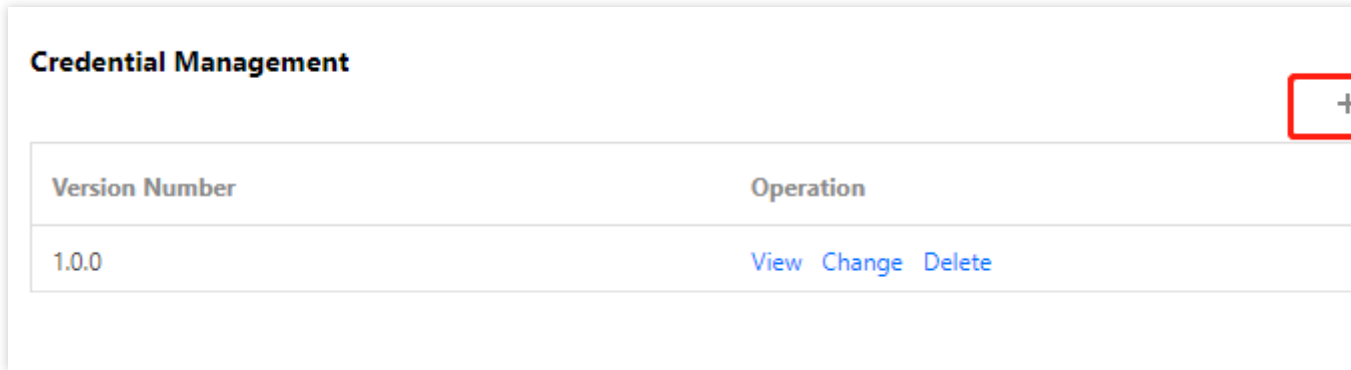 Credential Management
+
Version Number Operation
1.0.0 View Change Delete